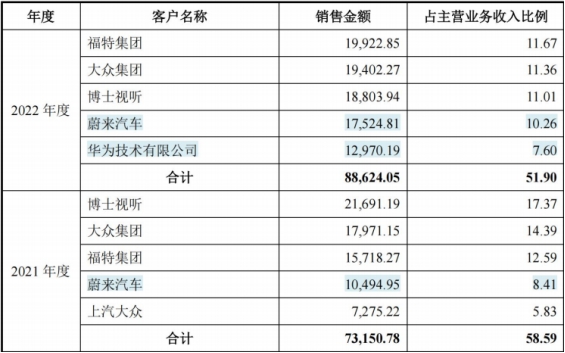 年度 客户名称 销售金额 占主营业务收入比例
2022 年度
福特集团 19,922.85 11.67
大众集团 19,402.27 11.36
博士视听 18,803.94 11.01
蔚来汽车 17,524.81 10.26
华为技术有限公司 12,970.19 7.60
合计 88,624.05 51.90
2021 年度
博士视听 21,691.19 17.37
大众集团 17,971.15 14.39
福特集团 15,718.27 12.59
蔚来汽车 10,494.95 8.41
上汽大众 7,275.22 5.83
合计 73,150.78 58.59